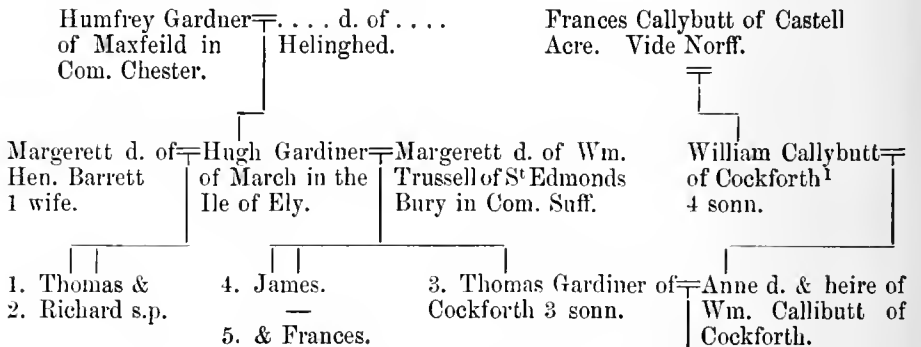 Humfrey Gardner=. . . . d. of . . . .
of Maxfeild in Helinghed.
Com. Chester.
Frances Callybutt of Castell
Acre. Vide Norff.
Margerett d. of=Hugh Gardiner=Margerett d. of Wm.
Hen. Barrett of March in the Trussell of St Edmonds
1 wife. Ile of Ely. Bury in Com. Suff.
William Callybutt=
of Cockforth1
4 sonn.
1. Thomas &
2. Richard s.p.
4. James.
—
5. & Frances.
3. Thomas Gardiner of=Anne d. & heire of
Cockforth 3 sonn. Wm. Callibutt of
Cockforth.